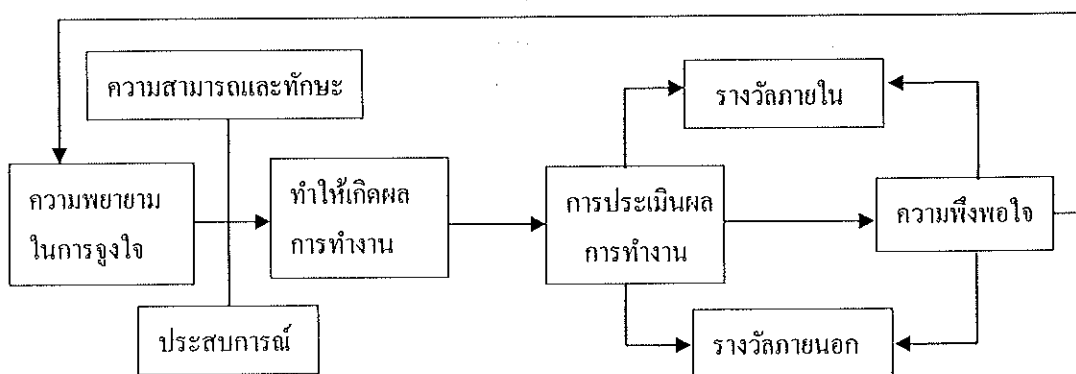 ความสามารถและทักษะ
รางวัลภายใน
ความพยายาม
ในการจูงใจ
ทำให้เกิดผล
การทำงาน
การประเมินผล
การทำงาน
ความพึงพอใจ
ประสบการณ์
รางวัลภายนอก